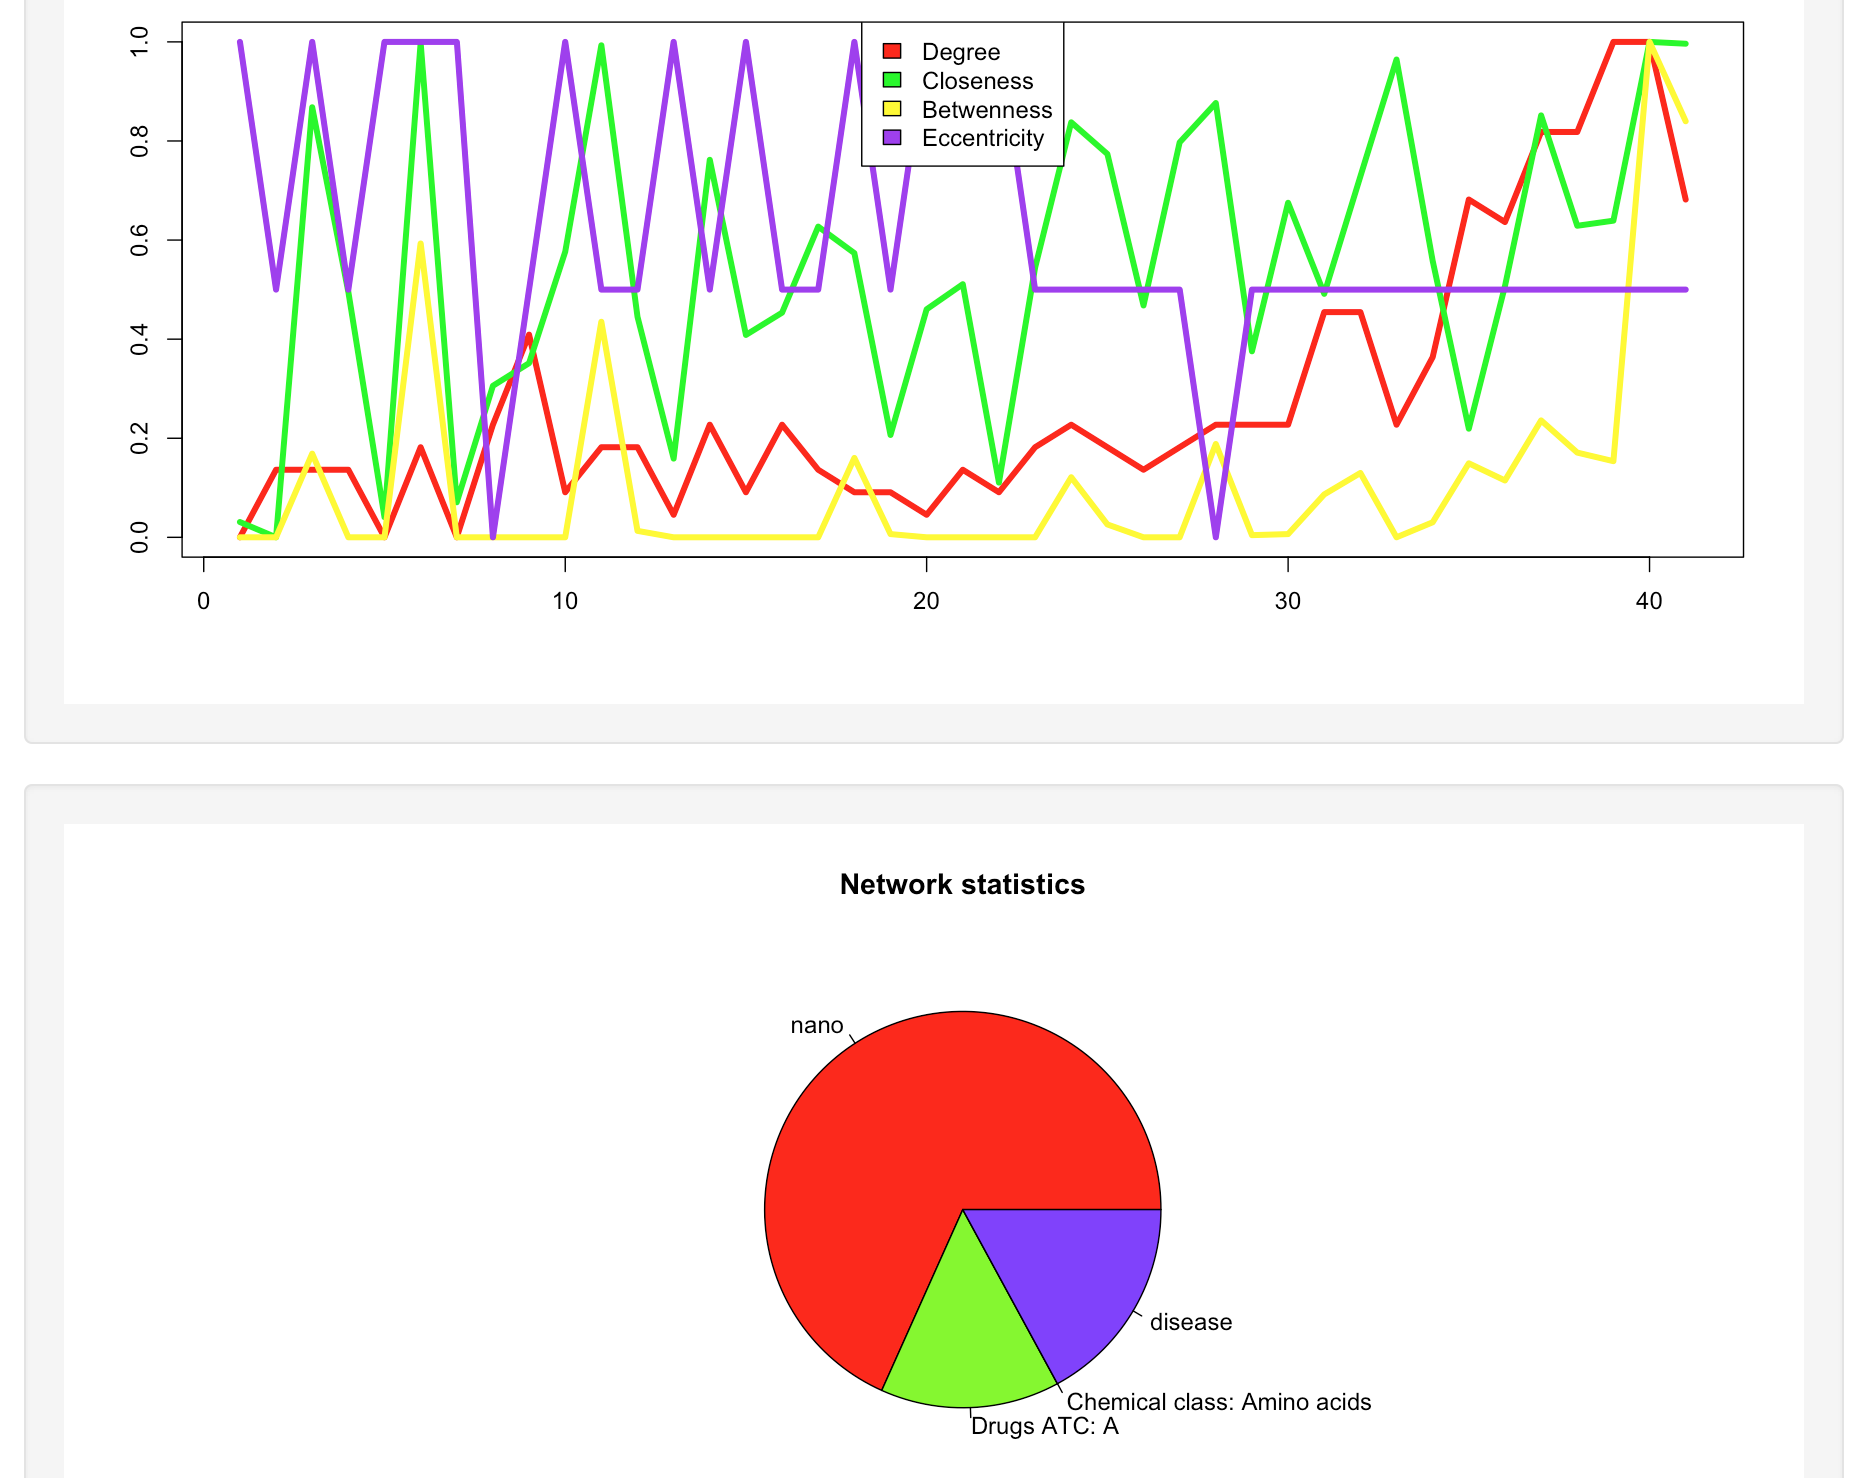 1.0
0.8
0.6
0.4
0.2
0.0
Degree
Closeness
Betwenness
Eccentricity
0 10 20 30 40
Network statistics
nano
disease
Chemical class: Amino acids
Drugs ATC: A